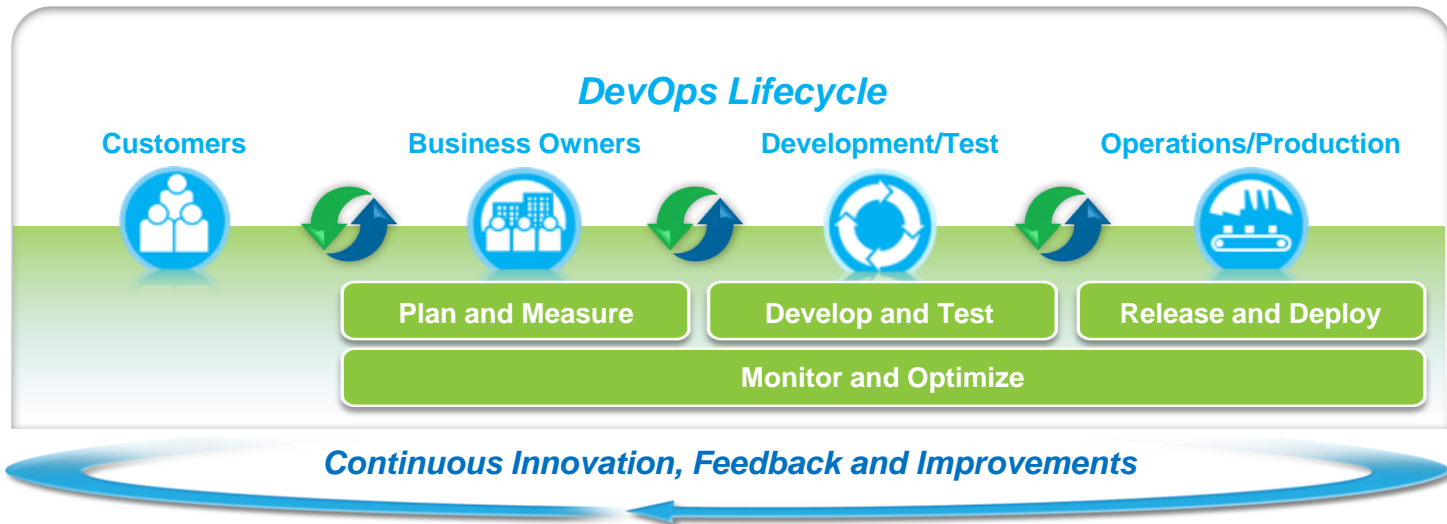 DevOps Lifecycle
Customers
Business Owners
Development/Test
Operations/Production
Plan and Measure
Develop and Test
Release and Deploy
Monitor and Optimize
Continuous Innovation, Feedback and Improvements